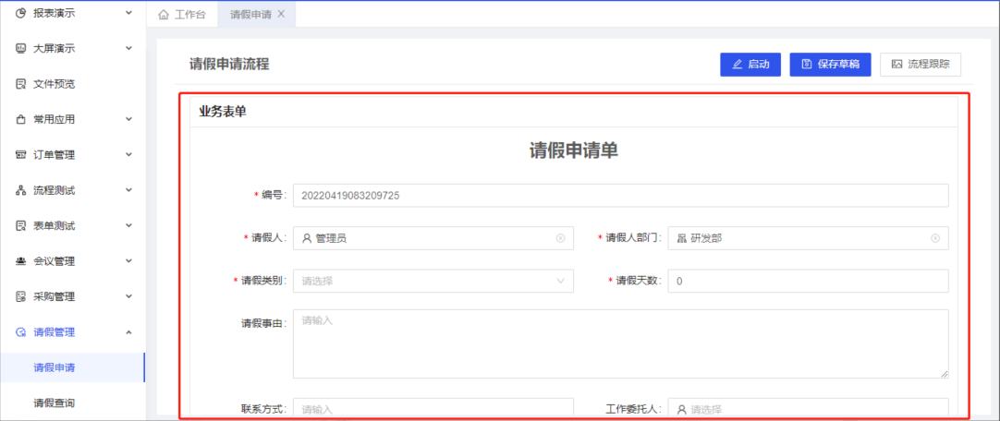 报表演示
大屏演示
文件预览
常用应用
订单管理
流程测试
表单测试
会议管理
采购管理
请假管理
请假申请
请假查询
工作台 请假申请 ×
请假申请流程 启动 保存草稿 流程跟踪
业务表单
请假申请单
* 编号: 20220419083209725
* 请假人: 管理员 * 请假人部门: 研发部
* 请假类别: 请选择 * 请假天数: 0
请假事由: 请输入
联系方式: 请输入 工作委托人: 请选择